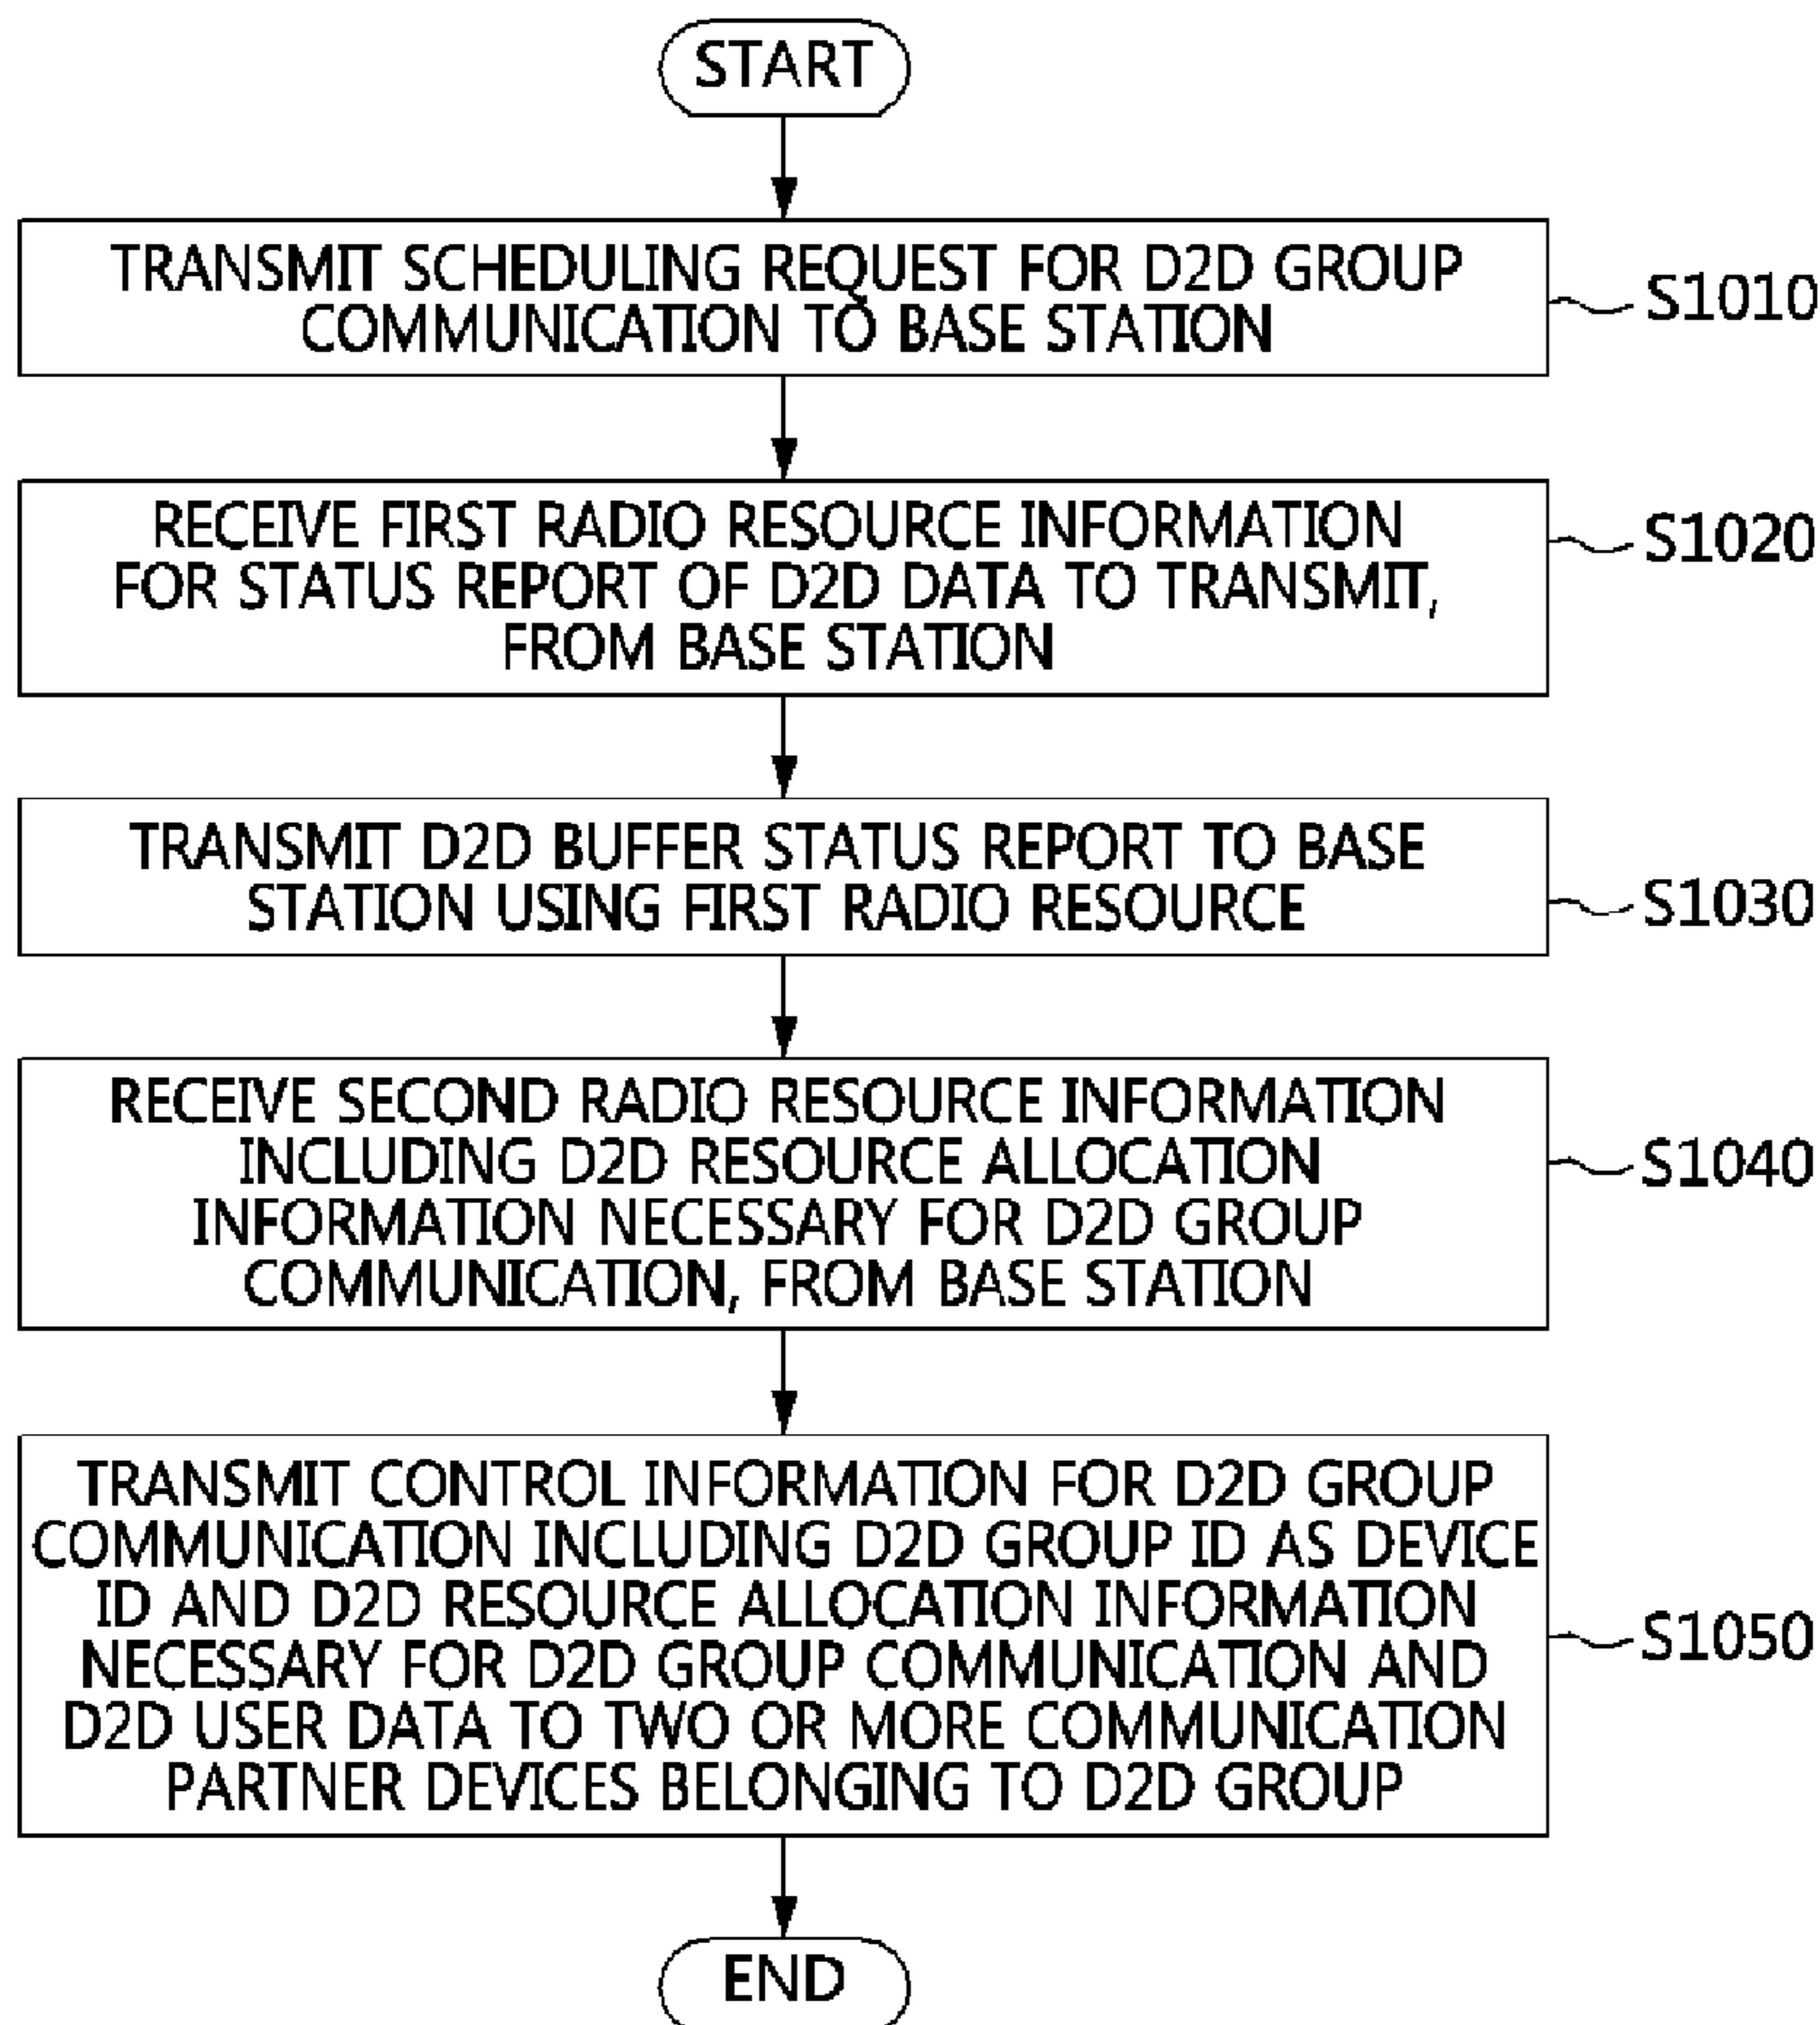 START
TRANSMIT SCHEDULING REQUEST FOR D2D GROUP
COMMUNICATION TO BASE STATION
S1010
RECEIVE FIRST RADIO RESOURCE INFORMATION
FOR STATUS REPORT OF D2D DATA TO TRANSMIT,
FROM BASE STATION
S1020
TRANSMIT D2D BUFFER STATUS REPORT TO BASE
STATION USING FIRST RADIO RESOURCE
S1030
RECEIVE SECOND RADIO RESOURCE INFORMATION
INCLUDING D2D RESOURCE ALLOCATION
INFORMATION NECESSARY FOR D2D GROUP
COMMUNICATION, FROM BASE STATION
S1040
TRANSMIT CONTROL INFORMATION FOR D2D GROUP
COMMUNICATION INCLUDING D2D GROUP ID AS DEVICE
ID AND D2D RESOURCE ALLOCATION INFORMATION
NECESSARY FOR D2D GROUP COMMUNICATION AND
D2D USER DATA TO TWO OR MORE COMMUNICATION
PARTNER DEVICES BELONGING TO D2D GROUP
S1050
END